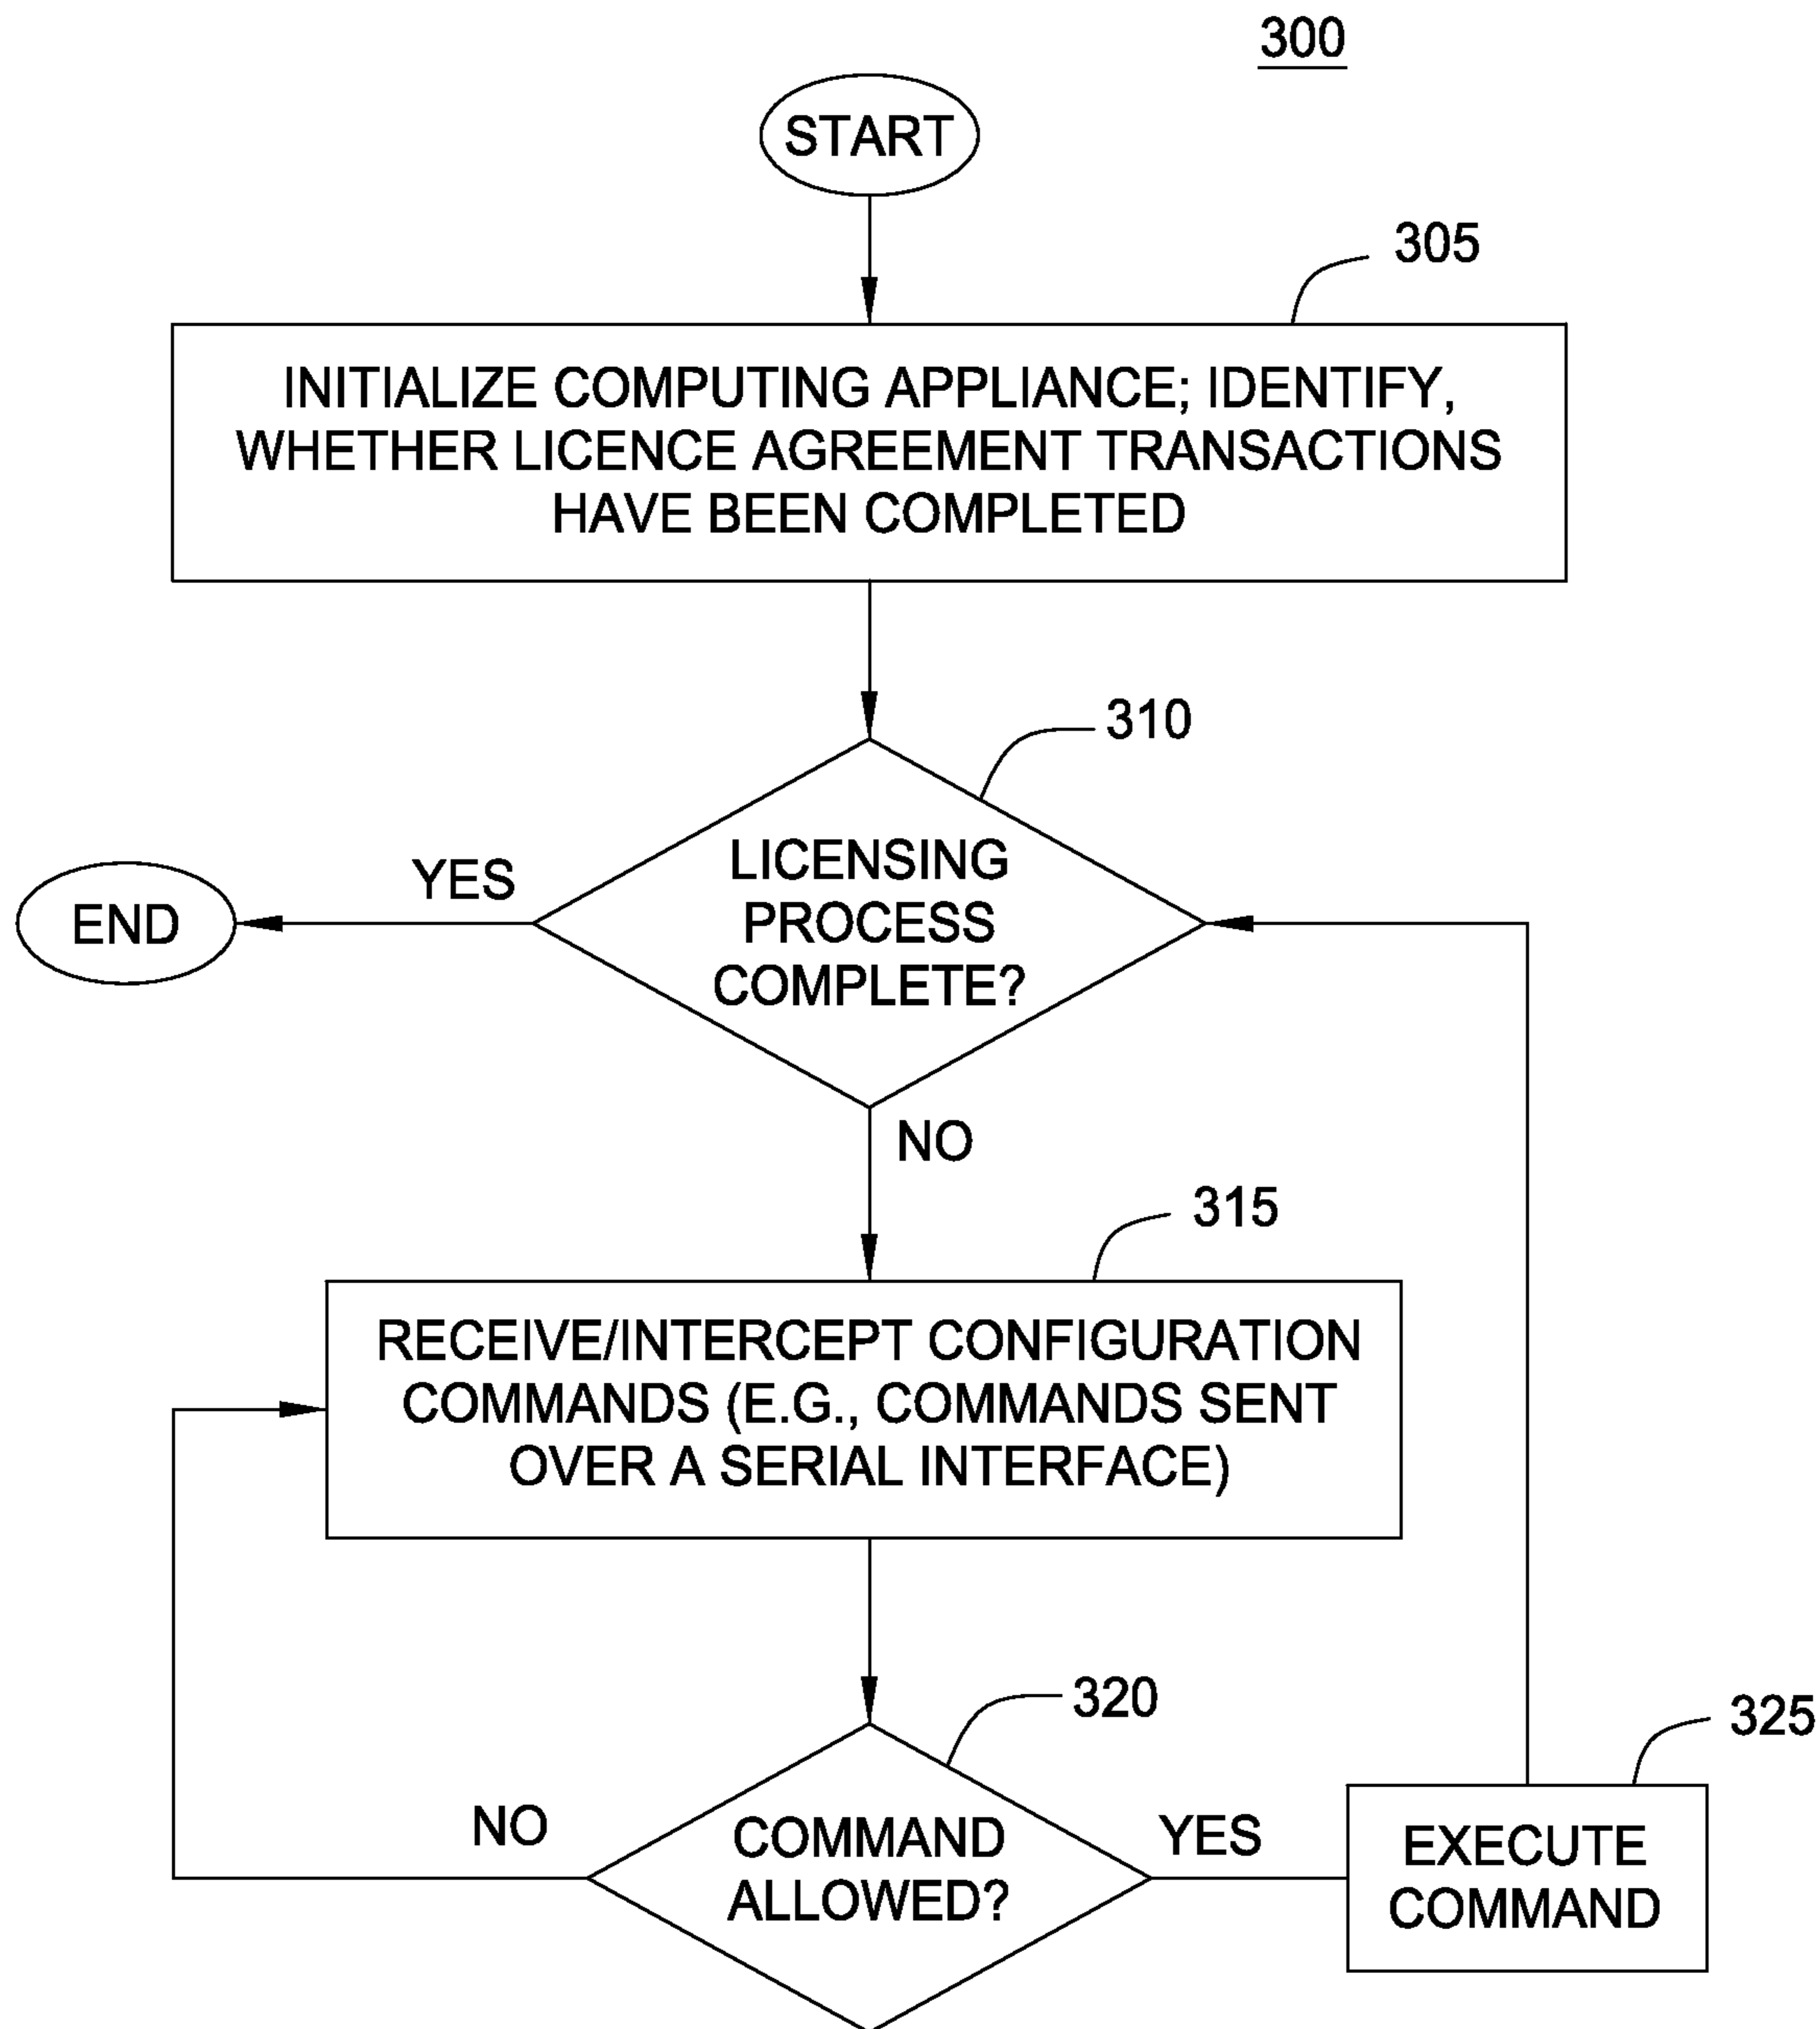 300
START
305
INITIALIZE COMPUTING APPLIANCE; IDENTIFY,
WHETHER LICENCE AGREEMENT TRANSACTIONS
HAVE BEEN COMPLETED
310
LICENSING
PROCESS
COMPLETE?
YES
END
NO
315
RECEIVE/INTERCEPT CONFIGURATION
COMMANDS (E.G., COMMANDS SENT
OVER A SERIAL INTERFACE)
320
COMMAND
ALLOWED?
NO
YES
325
EXECUTE
COMMAND